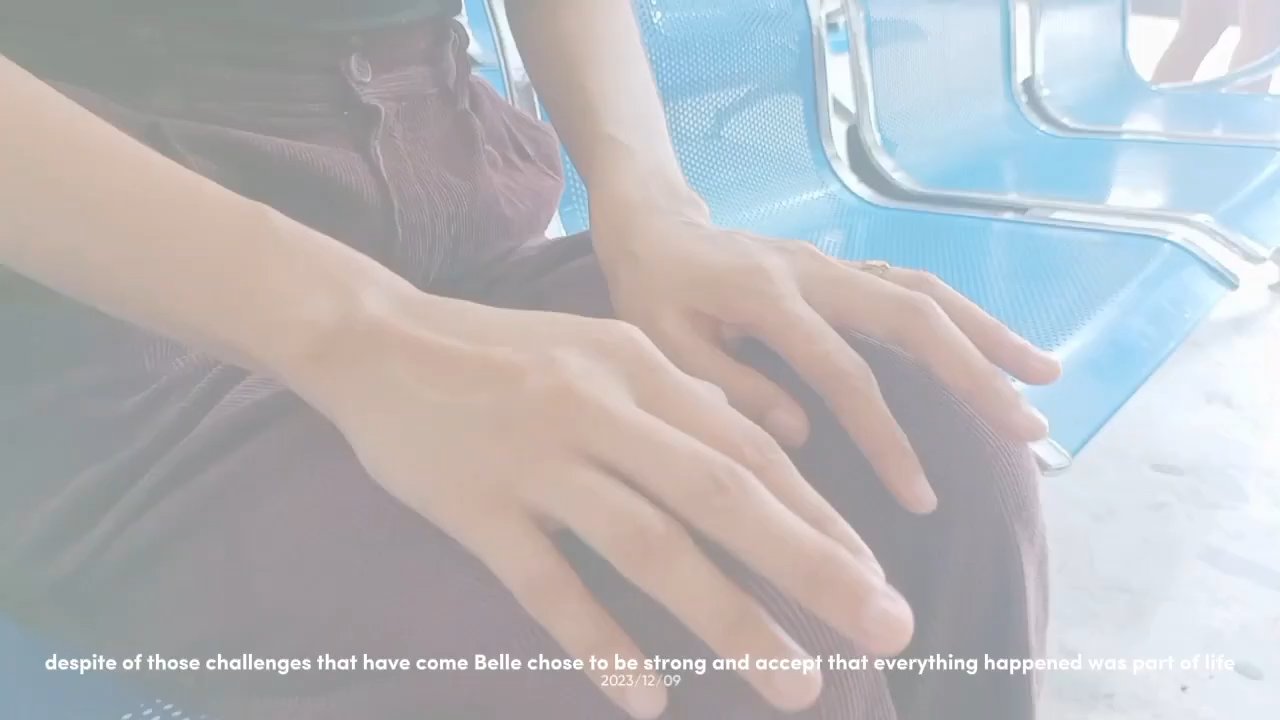 despite of those challenges that have come Belle chose to be strong and accept that everything happened was part of life
2023/12/09